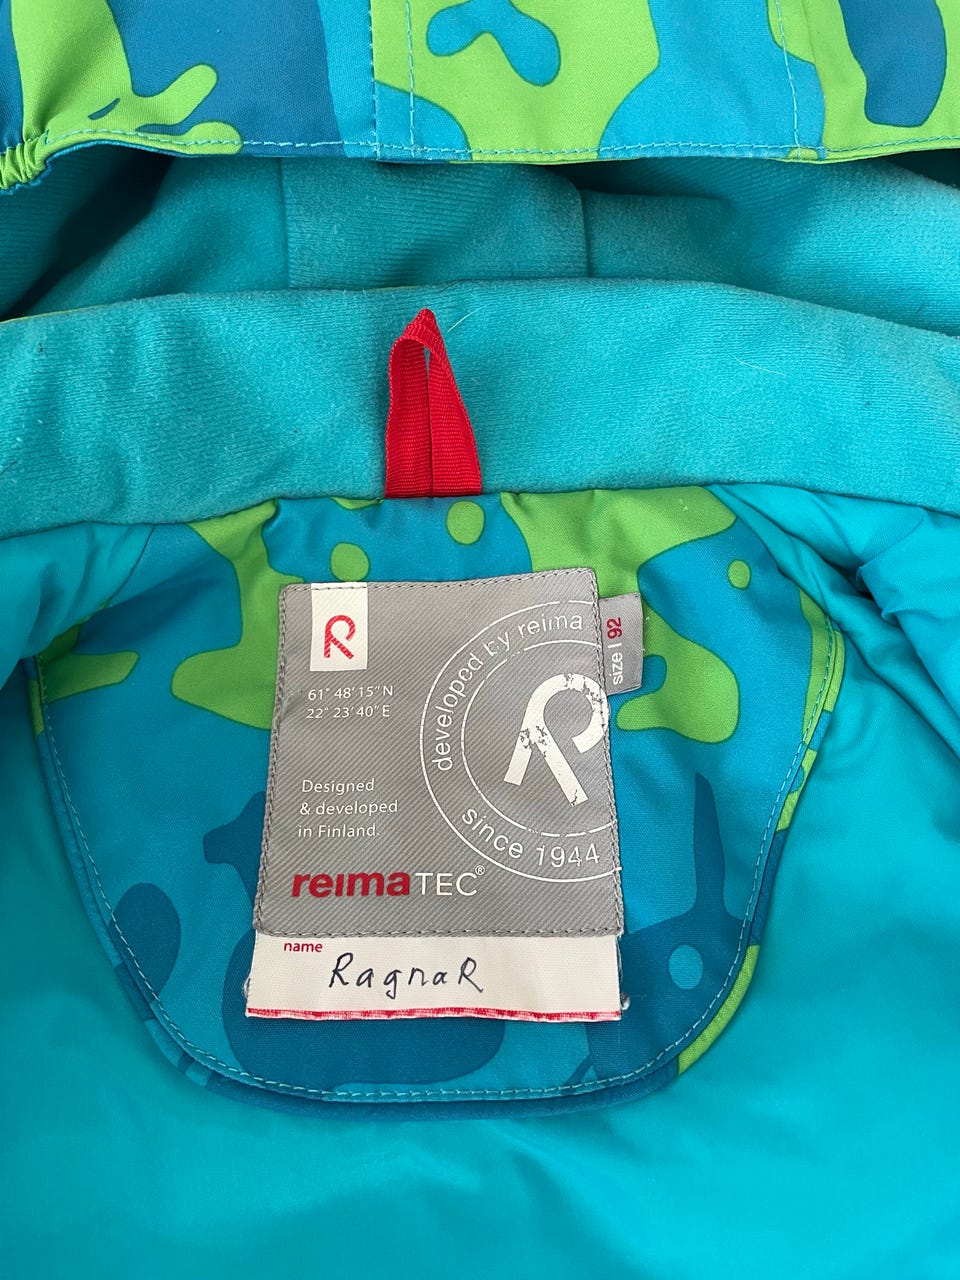 R
61° 48' 15" N
22° 23' 40" E
developed by reima
R
since 1944
size | 92
Designed
& developed
in Finland.
reimaTEC®
name
RagnaR